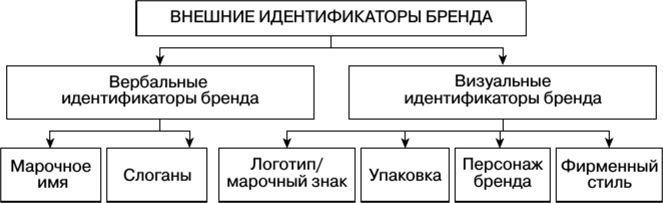 ВНЕШНИЕ ИДЕНТИФИКАТОРЫ БРЕНДА
Вербальные
идентификаторы бренда
Визуальные
идентификаторы бренда
Марочное
имя
Слоганы
Логотип/
марочный знак
Упаковка
Персонаж
бренда
Фирменный
стиль